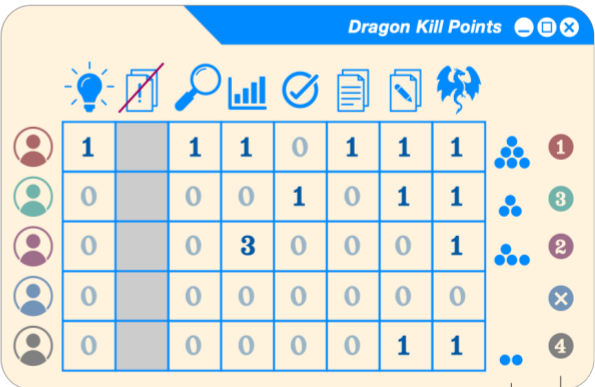 Dragon Kill Points
!
1 1 1 0 1 1 1 1
0 0 0 1 0 1 1 3
0 0 3 0 0 0 1 2
0 0 0 0 0 0 0
0 0 0 0 0 1 1 4